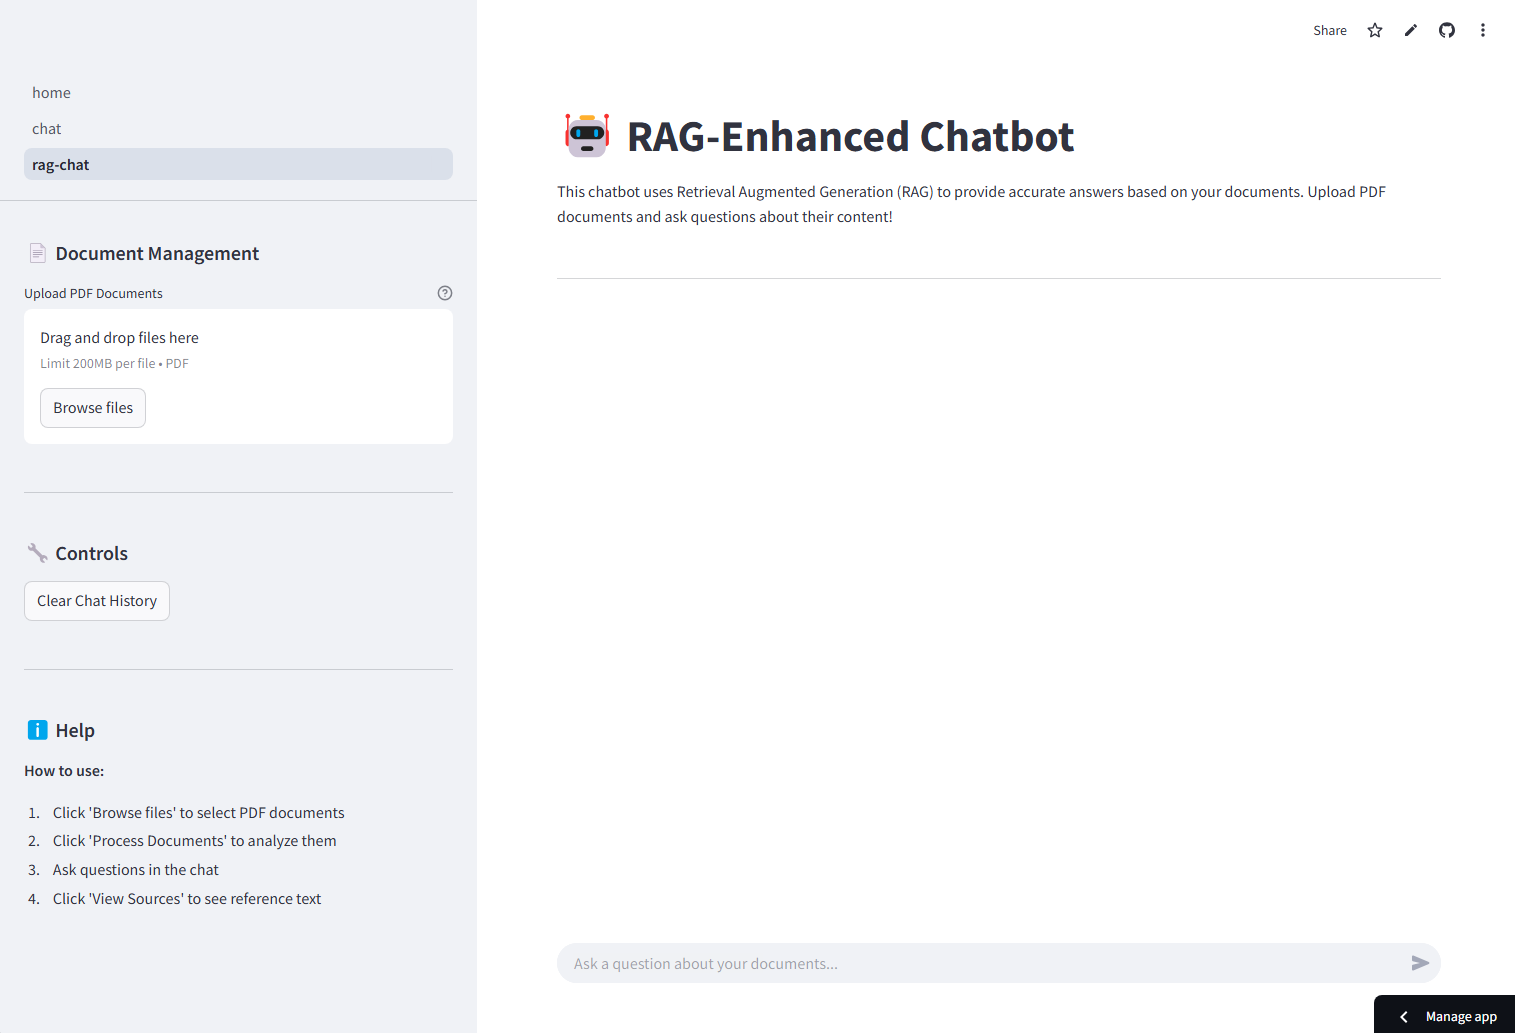 home
chat
rag-chat
Document Management
Upload PDF Documents
Drag and drop files here
Limit 200MB per file • PDF
Browse files
Controls
Clear Chat History
Help
How to use:
1. Click 'Browse files' to select PDF documents
2. Click 'Process Documents' to analyze them
3. Ask questions in the chat
4. Click 'View Sources' to see reference text
Share
RAG-Enhanced Chatbot
This chatbot uses Retrieval Augmented Generation (RAG) to provide accurate answers based on your documents. Upload PDF
documents and ask questions about their content!
Ask a question about your documents...
Manage app